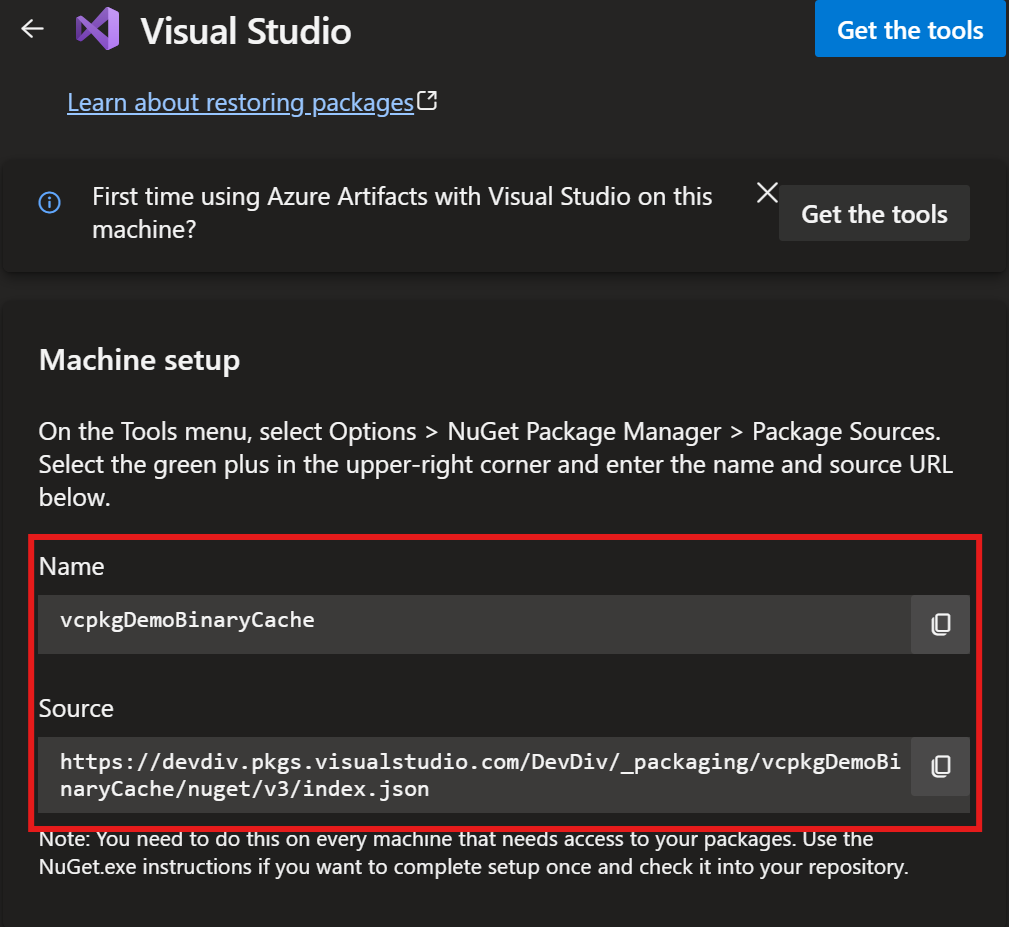 Visual Studio
Get the tools
Learn about restoring packages
First time using Azure Artifacts with Visual Studio on this
machine?
Get the tools
Machine setup
On the Tools menu, select Options > NuGet Package Manager > Package Sources.
Select the green plus in the upper-right corner and enter the name and source URL
below.
Name
vcpkgDemoBinaryCache
Source
https://devdiv.pkgs.visualstudio.com/DevDiv/_packaging/vcpkgDemoBi
naryCache/nuget/v3/index.json
Note: You need to do this on every machine that needs access to your packages. Use the
NuGet.exe instructions if you want to complete setup once and check it into your repository.